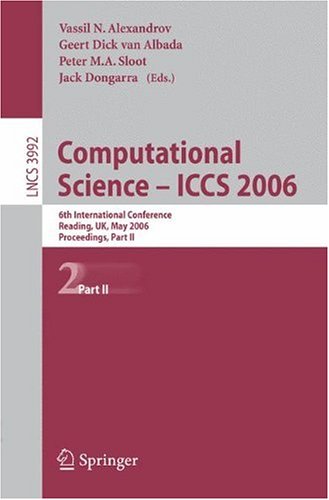 Vassil N. Alexandrov
Geert Dick van Albada
Peter M.A. Sloot
Jack Dongarra (Eds.)
LNCS 3992
Computational
Science – ICCS 2006
6th International Conference
Reading, UK, May 2006
Proceedings, Part II
2 Part II
Springer